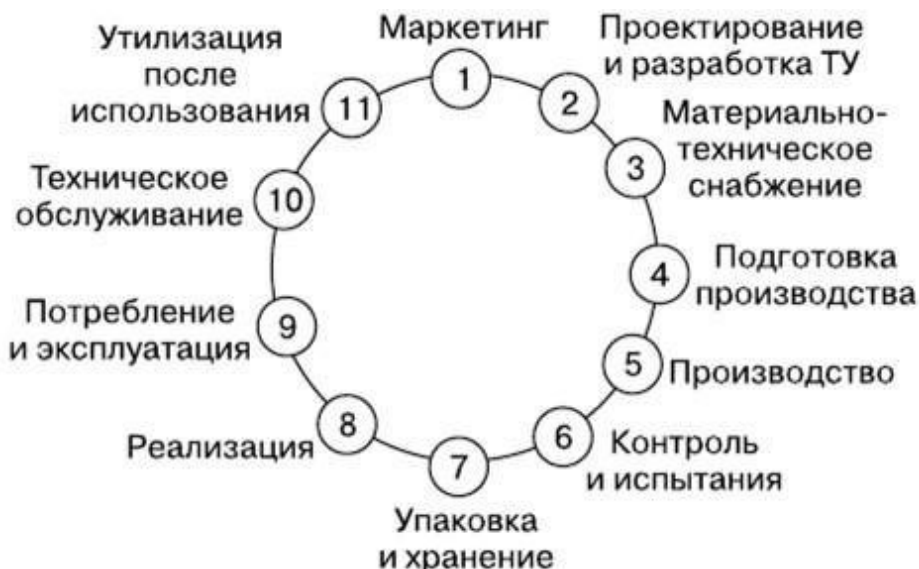 Маркетинг
1
Проектирование
и разработка ТУ
2
Материально-
техническое
снабжение
3
Подготовка
производства
4
Производство
5
Контроль
и испытания
6
Упаковка
и хранение
7
Реализация
8
Потребление
и эксплуатация
9
Техническое
обслуживание
10
Утилизация
после
использования
11